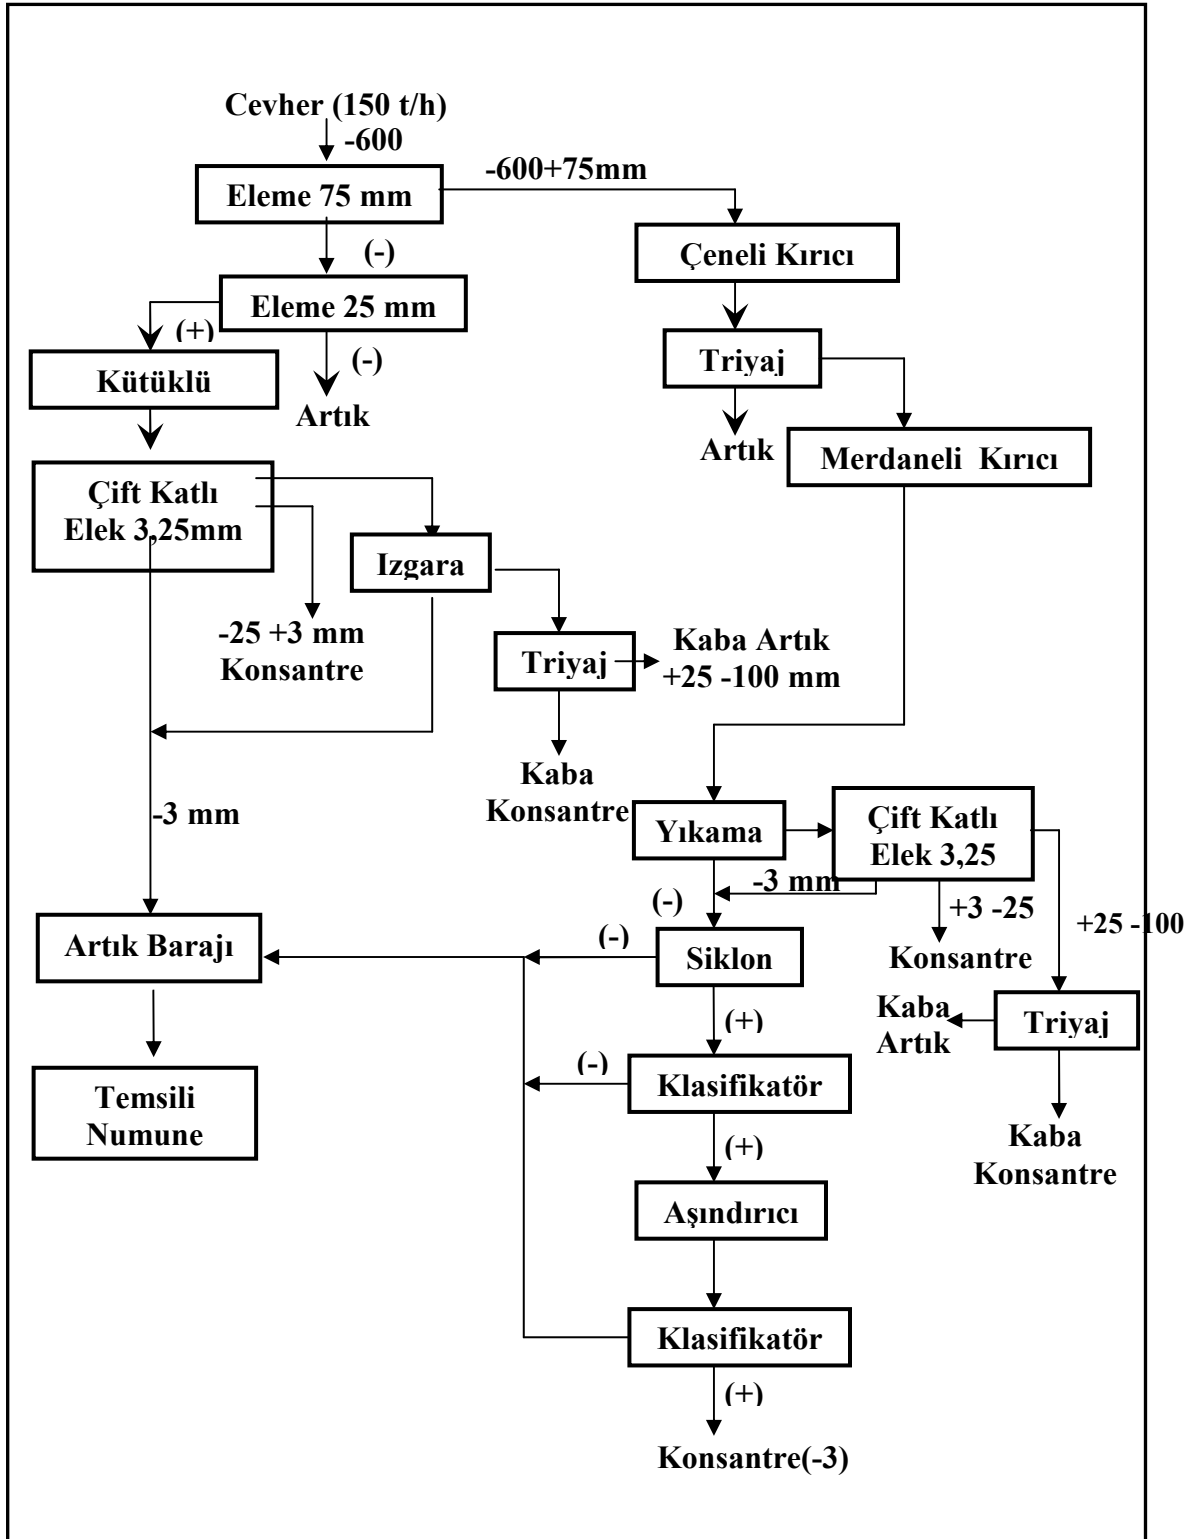 Cevher (150 t/h)
-600
-600+75mm
Eleme 75 mm
Çeneli Kırıcı
(-)
Eleme 25 mm
(+)
(-)
Triyaj
Kütüklü
Artık
Artık
Merdaneli Kırıcı
Çift Katlı
Elek 3,25mm
Izgara
-25 +3 mm
Konsantre
Triyaj
Kaba Artık
+25 -100 mm
Kaba
Konsantre
-3 mm
Yıkama
Çift Katlı
Elek 3,25
-3 mm
(-)
+3 -25
+25 -100
Artık Barajı
(-)
Siklon
Konsantre
Kaba
Artık
Triyaj
(+)
(-)
Klasifikatör
Temsili
Numune
(+)
Kaba
Konsantre
Aşındırıcı
Klasifikatör
(+)
Konsantre(-3)